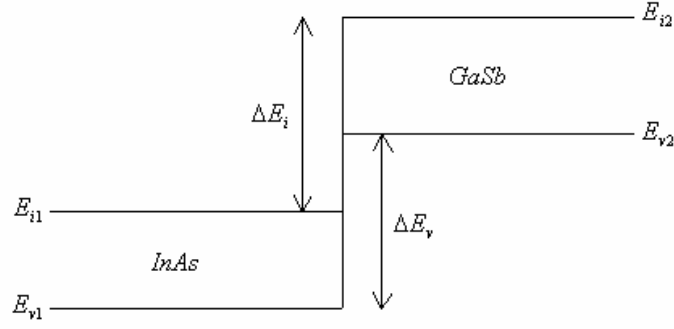 E_{i2}
GaSb
ΔE_i
E_{v2}
E_{i1}
ΔE_v
InAs
E_{v1}